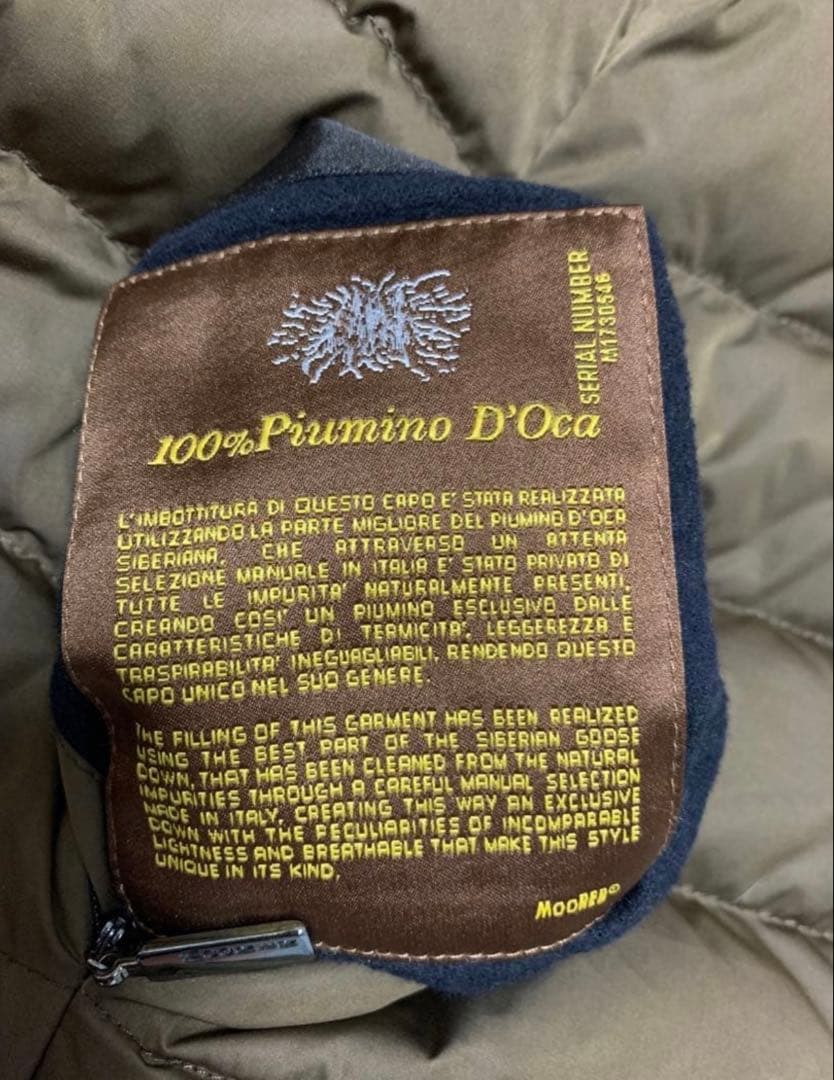 SERIAL NUMBER
M1730546
100%Piumino D'Oca
L'IMBOTTITURA DI QUESTO CAPO E' STATA REALIZZATA
UTILIZZANDO LA PARTE MIGLIORE DEL PIUMINO D'OCA
SIBERIANA, CHE ATTRAVERSO UN ATTENTA
SELEZIONE MANUALE IN ITALIA E' STATO PRIVATO DI
TUTTE LE IMPURITA' NATURALMENTE PRESENTI,
CREANDO COSI' UN PIUMINO ESCLUSIVO DALLE
CARATTERISTICHE DI TERMICITA', LEGGEREZZA E
TRASPIRABILITA' INEGUAGLIABILI, RENDENDO QUESTO
CAPO UNICO NEL SUO GENERE.
THE FILLING OF THIS GARMENT HAS BEEN REALIZED
USING THE BEST PART OF THE SIBERIAN GOOSE
DOWN, THAT HAS BEEN CLEANED FROM THE NATURAL
IMPURITIES THROUGH A CAREFUL MANUAL SELECTION
MADE IN ITALY, CREATING THIS WAY AN EXCLUSIVE
DOWN WITH THE PECULIARITIES OF INCOMPARABLE
LIGHTNESS AND BREATHABLE THAT MAKE THIS STYLE
UNIQUE IN ITS KIND.
MOORER®